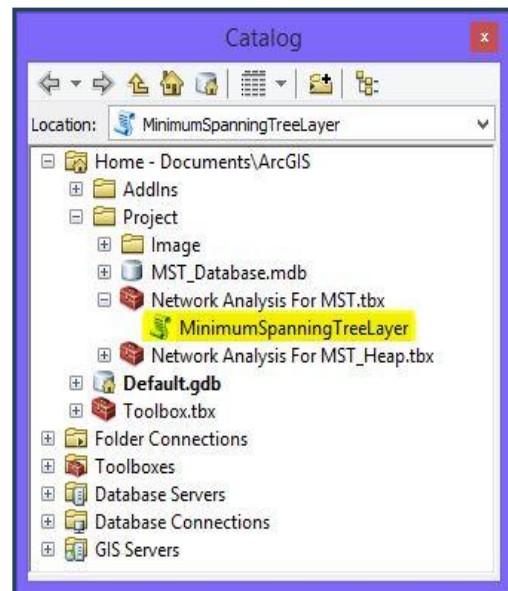 Catalog
x
Location: MinimumSpanningTreeLayer
Home - Documents\ArcGIS
AddIns
Project
Image
MST_Database.mdb
Network Analysis For MST.tbx
MinimumSpanningTreeLayer
Network Analysis For MST_Heap.tbx
Default.gdb
Toolbox.tbx
Folder Connections
Toolboxes
Database Servers
Database Connections
GIS Servers